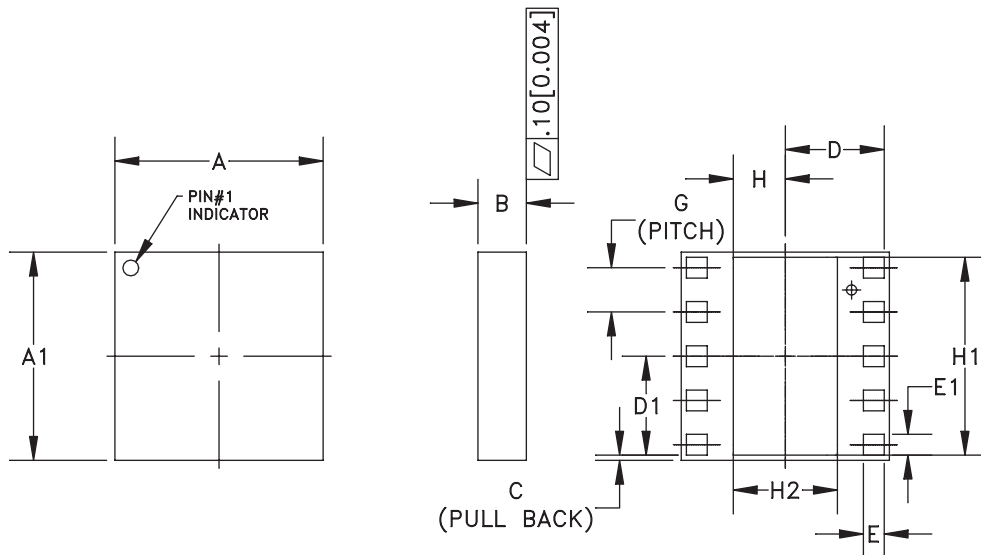 .10[0.004]
A
D
H
PIN#1
INDICATOR
B
G
(PITCH)
A1
H1
E1
D1
H2
C
(PULL BACK)
E